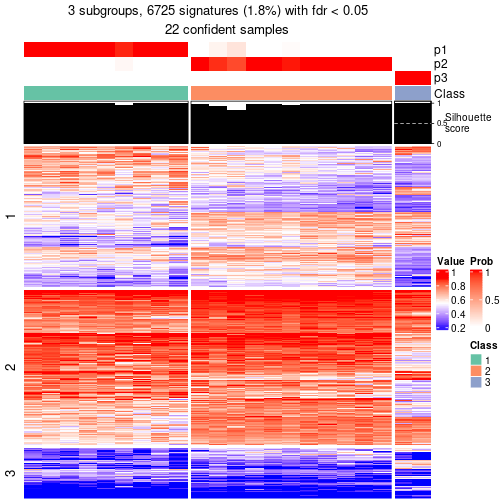 3 subgroups, 6725 signatures (1.8%) with fdr < 0.05
22 confident samples
p1
p2
p3
Class
1
0.5
0
Silhouette
score
1
2
3
Value
1
0.8
0.6
0.4
0.2
Prob
1
0.5
0
Class
1
2
3